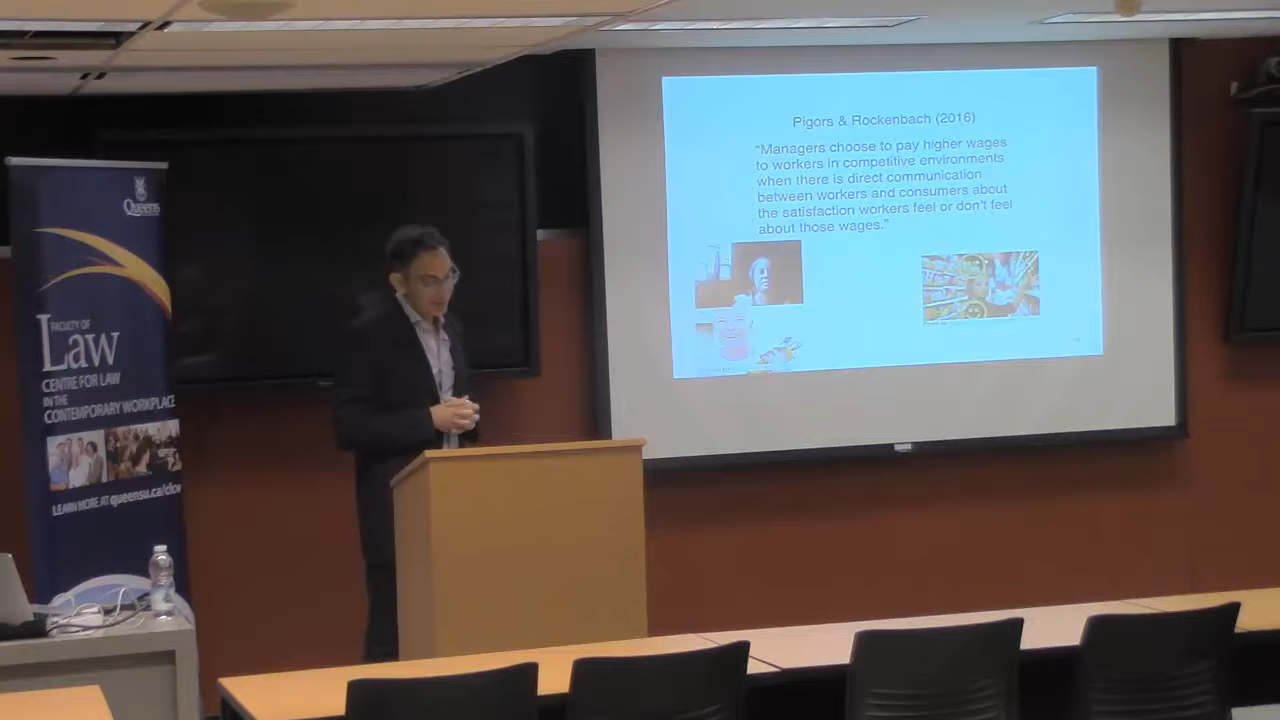 Queen's
FACULTY OF
Law
CENTRE FOR LAW
IN THE
CONTEMPORARY WORKPLACE
LEARN MORE AT queensu.ca/clcw
Pigors & Rockenbach (2016)
"Managers choose to pay higher wages
to workers in competitive environments
when there is direct communication
between workers and consumers about
the satisfaction workers feel or don't feel
about those wages."